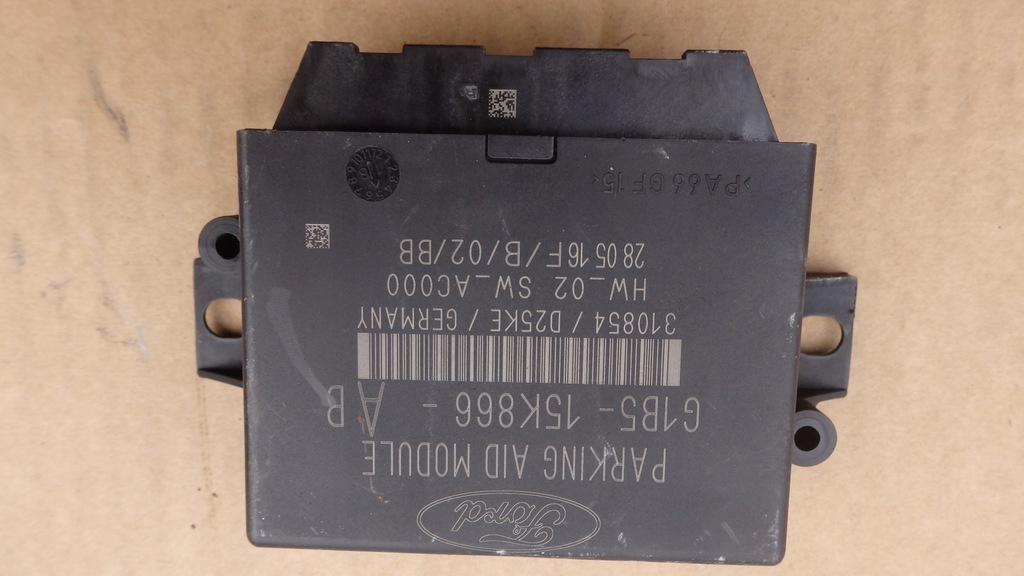 Ford
PARKING AID MODULE
G1B5-15K866-AB
310854 / D25KE / GERMANY
HW_02 SW_AC000
28 05 16F/B/02/BB
>PA66 GF15<